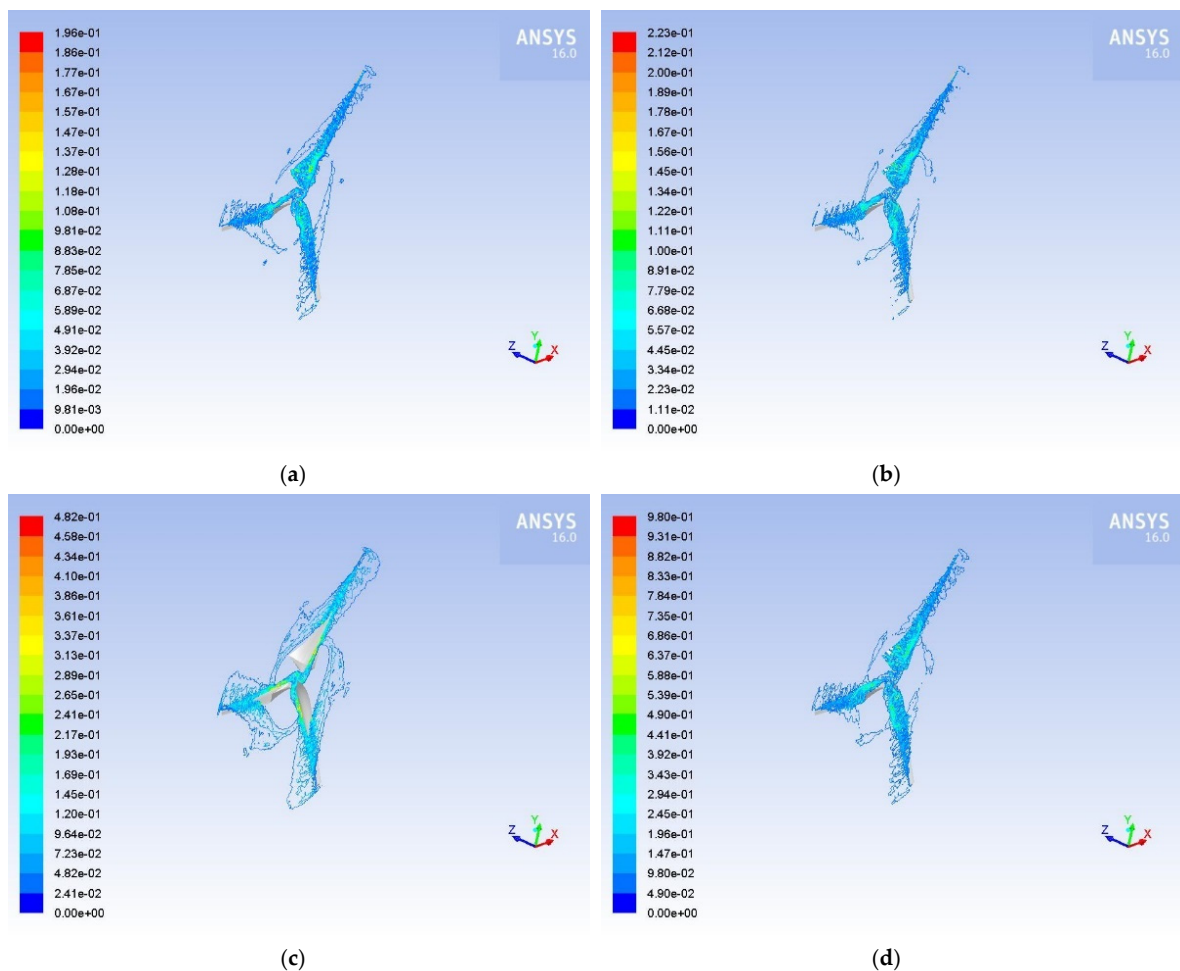 1.96e-01
1.86e-01
1.77e-01
1.67e-01
1.57e-01
1.47e-01
1.37e-01
1.28e-01
1.18e-01
1.08e-01
9.81e-02
8.83e-02
7.85e-02
6.87e-02
5.89e-02
4.91e-02
3.92e-02
2.94e-02
1.96e-02
9.81e-03
0.00e+00
ANSYS
16.0
Y
Z
X
(a)
2.23e-01
2.12e-01
2.00e-01
1.89e-01
1.78e-01
1.67e-01
1.56e-01
1.45e-01
1.34e-01
1.22e-01
1.11e-01
1.00e-01
8.91e-02
7.79e-02
6.68e-02
5.57e-02
4.45e-02
3.34e-02
2.23e-02
1.11e-02
0.00e+00
ANSYS
16.0
Y
Z
X
(b)
4.82e-01
4.58e-01
4.34e-01
4.10e-01
3.86e-01
3.61e-01
3.37e-01
3.13e-01
2.89e-01
2.65e-01
2.41e-01
2.17e-01
1.93e-01
1.69e-01
1.45e-01
1.20e-01
9.64e-02
7.23e-02
4.82e-02
2.41e-02
0.00e+00
ANSYS
16.0
Y
Z
X
(c)
9.80e-01
9.31e-01
8.82e-01
8.33e-01
7.84e-01
7.35e-01
6.86e-01
6.37e-01
5.88e-01
5.39e-01
4.90e-01
4.41e-01
3.92e-01
3.43e-01
2.94e-01
2.45e-01
1.96e-01
1.47e-01
9.80e-02
4.90e-02
0.00e+00
ANSYS
16.0
Y
Z
X
(d)